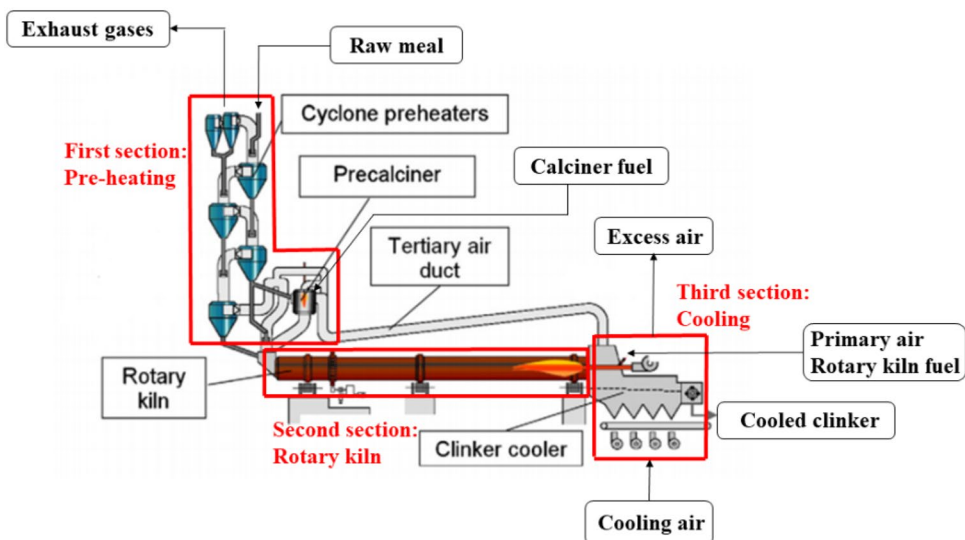 Exhaust gases
Raw meal
Cyclone preheaters
First section:
Pre-heating
Precalciner
Calciner fuel
Excess air
Tertiary air
duct
Third section:
Cooling
Primary air
Rotary kiln fuel
Rotary
kiln
Second section:
Rotary kiln
Clinker cooler
Cooled clinker
Cooling air